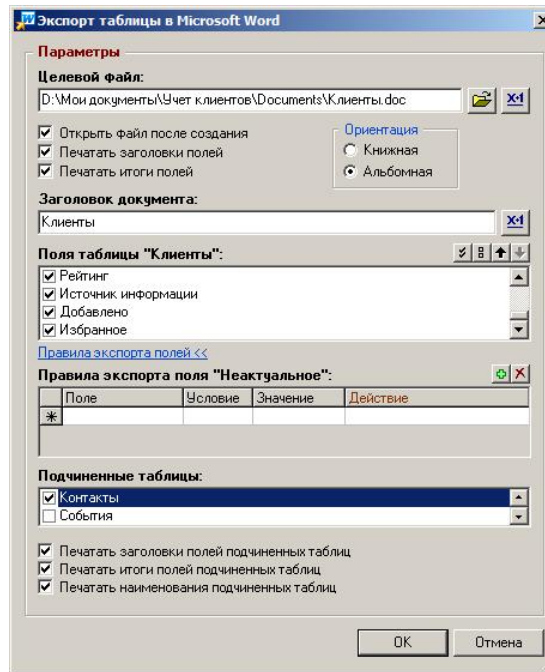 Экспорт таблицы в Microsoft Word
Параметры
Целевой файл:
D:\Мои документы\Учет клиентов\Documents\Клиенты.doc
Открыть файл после создания
Печатать заголовки полей
Печатать итоги полей
Ориентация
Книжная
Альбомная
Заголовок документа:
Клиенты
Поля таблицы "Клиенты":
Рейтинг
Источник информации
Добавлено
Избранное
Правила экспорта полей <<
Правила экспорта поля "Неактуальное":
Поле Условие Значение Действие
Подчиненные таблицы:
Контакты
События
Печатать заголовки полей подчиненных таблиц
Печатать итоги полей подчиненных таблиц
Печатать наименования подчиненных таблиц
OK Отмена